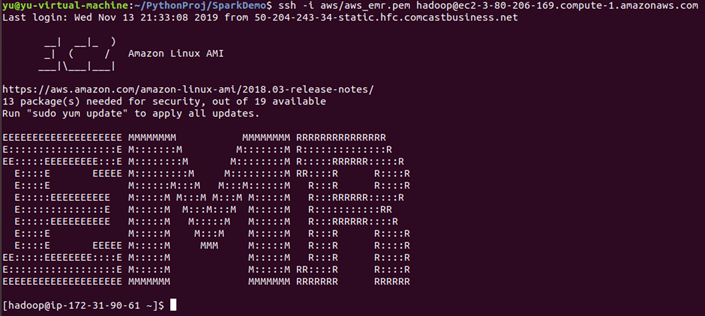 yu@yu-virtual-machine:~/PythonProj/SparkDemo$ ssh -i aws/aws_emr.pem hadoop@ec2-3-80-206-169.compute-1.amazonaws.com
Last login: Wed Nov 13 21:33:08 2019 from 50-204-243-34-static.hfc.comcastbusiness.net

       __|  __|_  )
       _|  (     /   Amazon Linux AMI
      ___|\___|___|

https://aws.amazon.com/amazon-linux-ami/2018.03-release-notes/
13 package(s) needed for security, out of 19 available
Run "sudo yum update" to apply all updates.

EEEEEEEEEEEEEEEEEEEE MMMMMMMM           MMMMMMMM RRRRRRRRRRRRRRR
E::::::::::::::::::E M:::::::M         M:::::::M R::::::::::::::R
EE:::::EEEEEEEEE:::E M::::::::M       M::::::::M R:::::RRRRRR:::::R
  E::::E       EEEEE M:::::::::M     M:::::::::M RR::::R      R::::R
  E::::E             M::::::M:::M   M:::M::::::M   R:::R      R::::R
  E:::::EEEEEEEEEE   M:::::M M:::M M:::M M:::::M   R:::RRRRRR:::::R
  E::::::::::::::E   M:::::M  M:::M:::M  M:::::M   R:::::::::::RR
  E:::::EEEEEEEEEE   M:::::M   M:::::M   M:::::M   R:::RRRRRR::::R
  E::::E             M:::::M    M:::M    M:::::M   R:::R      R::::R
  E::::E       EEEEE M:::::M     MMM     M:::::M   R:::R      R::::R
EE:::::EEEEEEEE::::E M:::::M             M:::::M   R:::R      R::::R
E::::::::::::::::::E M:::::M             M:::::M RR::::R      R::::R
EEEEEEEEEEEEEEEEEEEE MMMMMMM             MMMMMMM RRRRRRR      RRRRRR

[hadoop@ip-172-31-90-61 ~]$